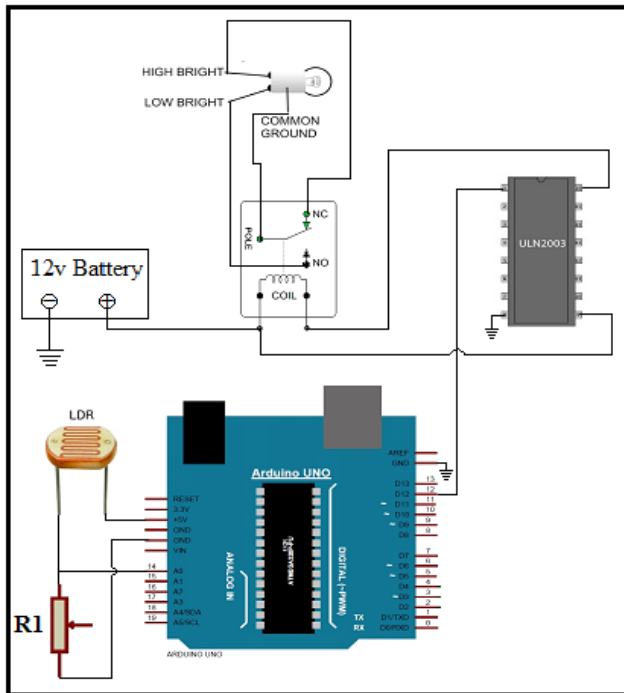 HIGH BRIGHT
LOW BRIGHT
COMMON
GROUND
NC
POLE
NO
COIL
12v Battery
ULN2003
LDR
R1
Arduino UNO
RESET
3.3V
+5V
GND
GND
VIN
14 A0
15 A1
16 A2
17 A3
18 A4/SDA
19 A5/SCL
ANALOG IN
DIGITAL (~PWM)
AREF
GND
D13 13
D12 12
~ D11 11
~ D10 10
~ D9 9
D8 8
D7 7
~ D6 6
~ D5 5
D4 4
~ D3 3
D2 2
TX D1/TXD 1
RX D0/RXD 0
ARDUINO UNO